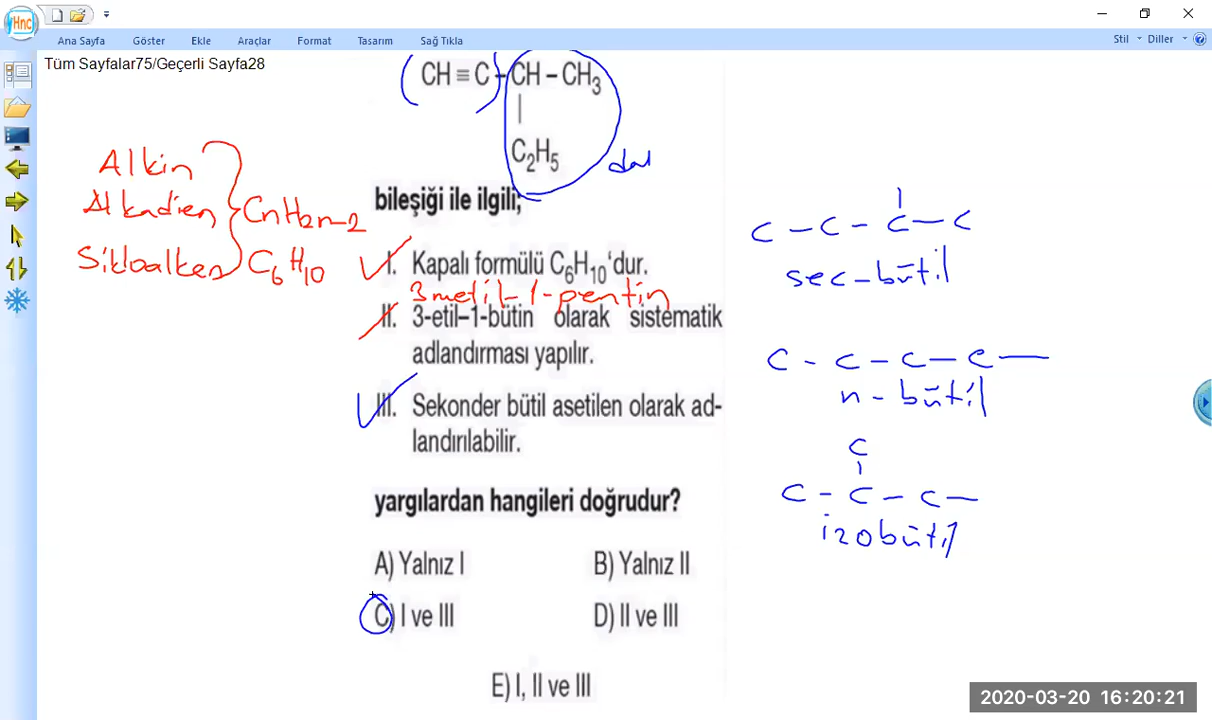 Hnc
Ana Sayfa Göster Ekle Araçlar Format Tasarım Sağ Tıkla
Stil Diller
Tüm Sayfalar75/Geçerli Sayfa28
(CH ≡ C) – CH – CH₃
|
C₂H₅
dal
Alkin
Alkadien
Sikloalken
CnH2n-2
C₆H₁₀
bileşiği ile ilgili;
I. Kapalı formülü C₆H₁₀'dur.
3metil-1-pentin
II. 3-etil–1-bütin olarak sistematik
adlandırması yapılır.
III. Sekonder bütil asetilen olarak ad-
landırılabilir.
yargılardan hangileri doğrudur?
A) Yalnız I B) Yalnız II
C) I ve III D) II ve III
E) I, II ve III
|
C – C – C – C
sec-bütil
C – C – C – C –
n-bütil
C
|
C – C – C –
izobütil
2020-03-20 16:20:21